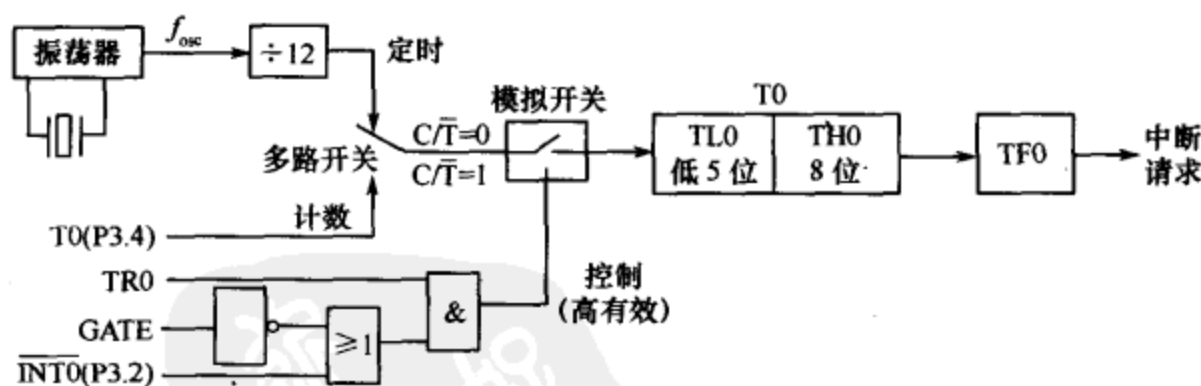 振荡器
f_osc
÷12
定时
多路开关
C/T̅=0
C/T̅=1
模拟开关
T0
TL0
低5位
TH0
8位
TF0
中断
请求
计数
T0(P3.4)
TR0
GATE
I̅N̅T̅0̅(P3.2)
≥1
&
控制
(高有效)